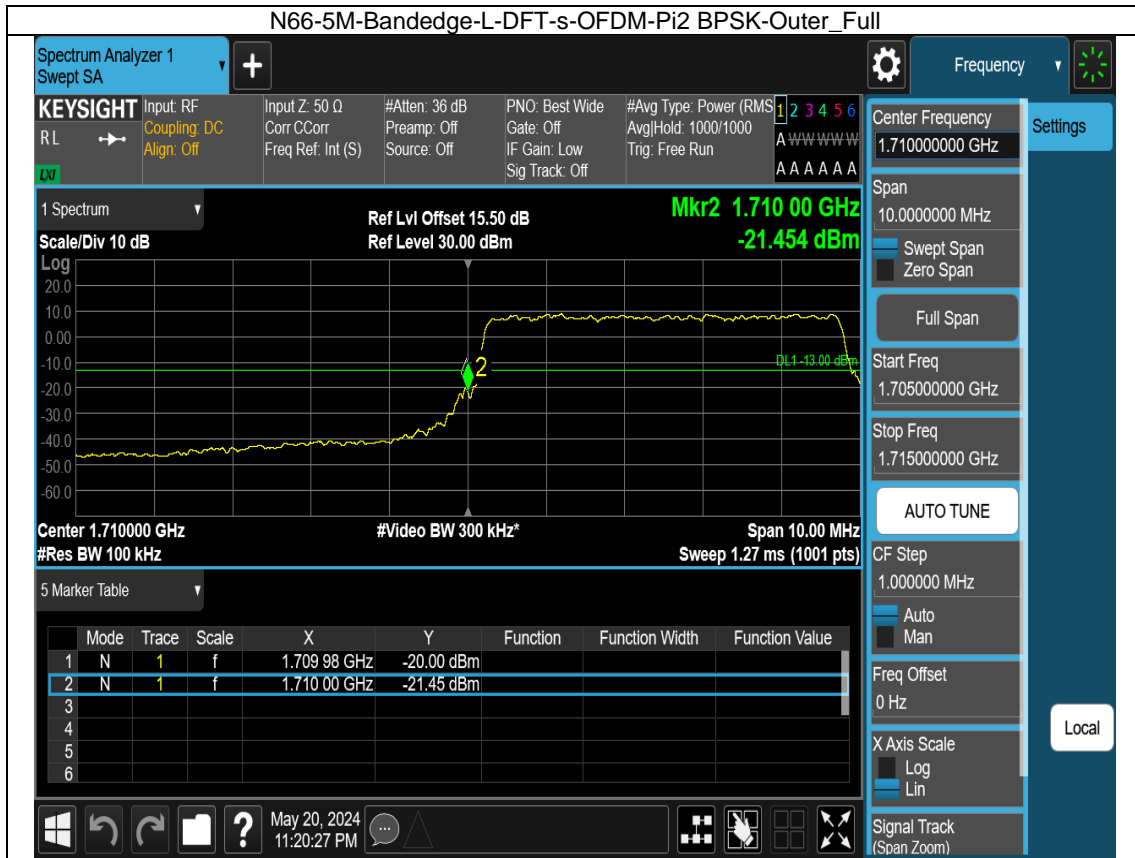 N66-5M-Bandedge-L-DFT-s-OFDM-Pi2 BPSK-Outer_Full
Spectrum Analyzer 1
Swept SA
Frequency
KEYSIGHT
R L
LXI
Input: RF
Coupling: DC
Align: Off
Input Z: 50 Ω
Corr CCorr
Freq Ref: Int (S)
#Atten: 36 dB
Preamp: Off
Source: Off
PNO: Best Wide
Gate: Off
IF Gain: Low
Sig Track: Off
#Avg Type: Power (RMS
Avg|Hold: 1000/1000
Trig: Free Run
1 2 3 4 5 6
A W W W W W
A A A A A A
1 Spectrum
Scale/Div 10 dB
Ref Lvl Offset 15.50 dB
Ref Level 30.00 dBm
Mkr2 1.710 00 GHz
-21.454 dBm
Log
20.0
10.0
0.00
-10.0
-20.0
-30.0
-40.0
-50.0
-60.0
2
DL1 -13.00 dBm
Center 1.710000 GHz
#Video BW 300 kHz*
Span 10.00 MHz
#Res BW 100 kHz
Sweep 1.27 ms (1001 pts)
5 Marker Table
Mode Trace Scale X Y Function Function Width Function Value
1 N 1 f 1.709 98 GHz -20.00 dBm
2 N 1 f 1.710 00 GHz -21.45 dBm
3
4
5
6
May 20, 2024
11:20:27 PM
Center Frequency
1.710000000 GHz
Settings
Span
10.0000000 MHz
Swept Span
Zero Span
Full Span
Start Freq
1.705000000 GHz
Stop Freq
1.715000000 GHz
AUTO TUNE
CF Step
1.000000 MHz
Auto
Man
Freq Offset
0 Hz
Local
X Axis Scale
Log
Lin
Signal Track
(Span Zoom)